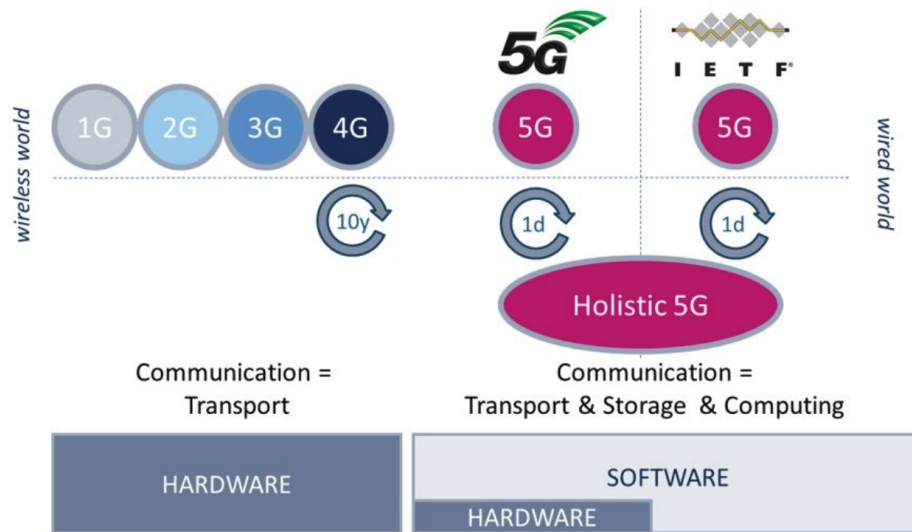 5G
I E T F®
wireless world
1G 2G 3G 4G 5G 5G
wired world
10y 1d 1d
Holistic 5G
Communication =
Transport
Communication =
Transport & Storage & Computing
HARDWARE
SOFTWARE
HARDWARE